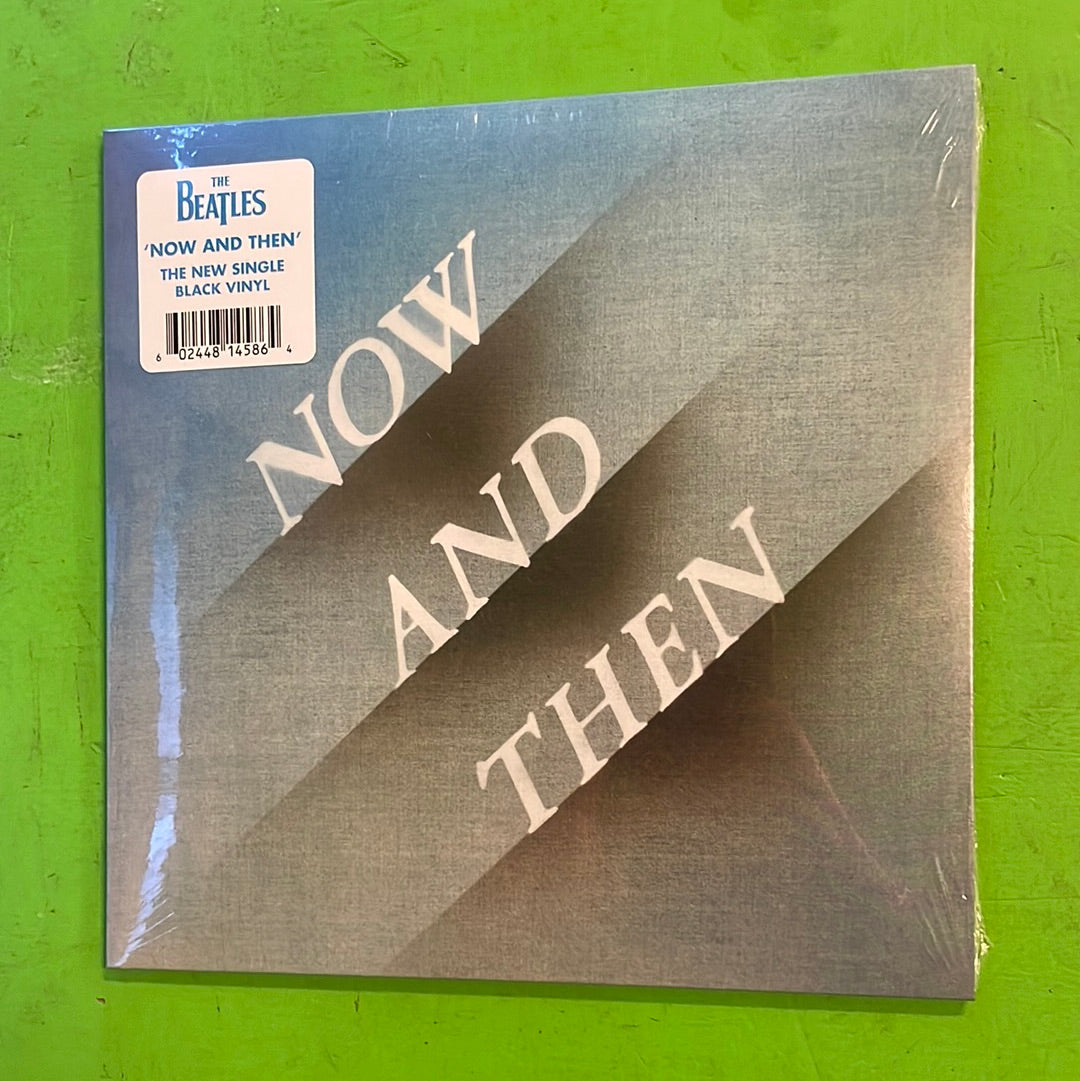 THE
BEATLES
'NOW AND THEN'
THE NEW SINGLE
BLACK VINYL
6 02448 14586 4
NOW
AND
THEN